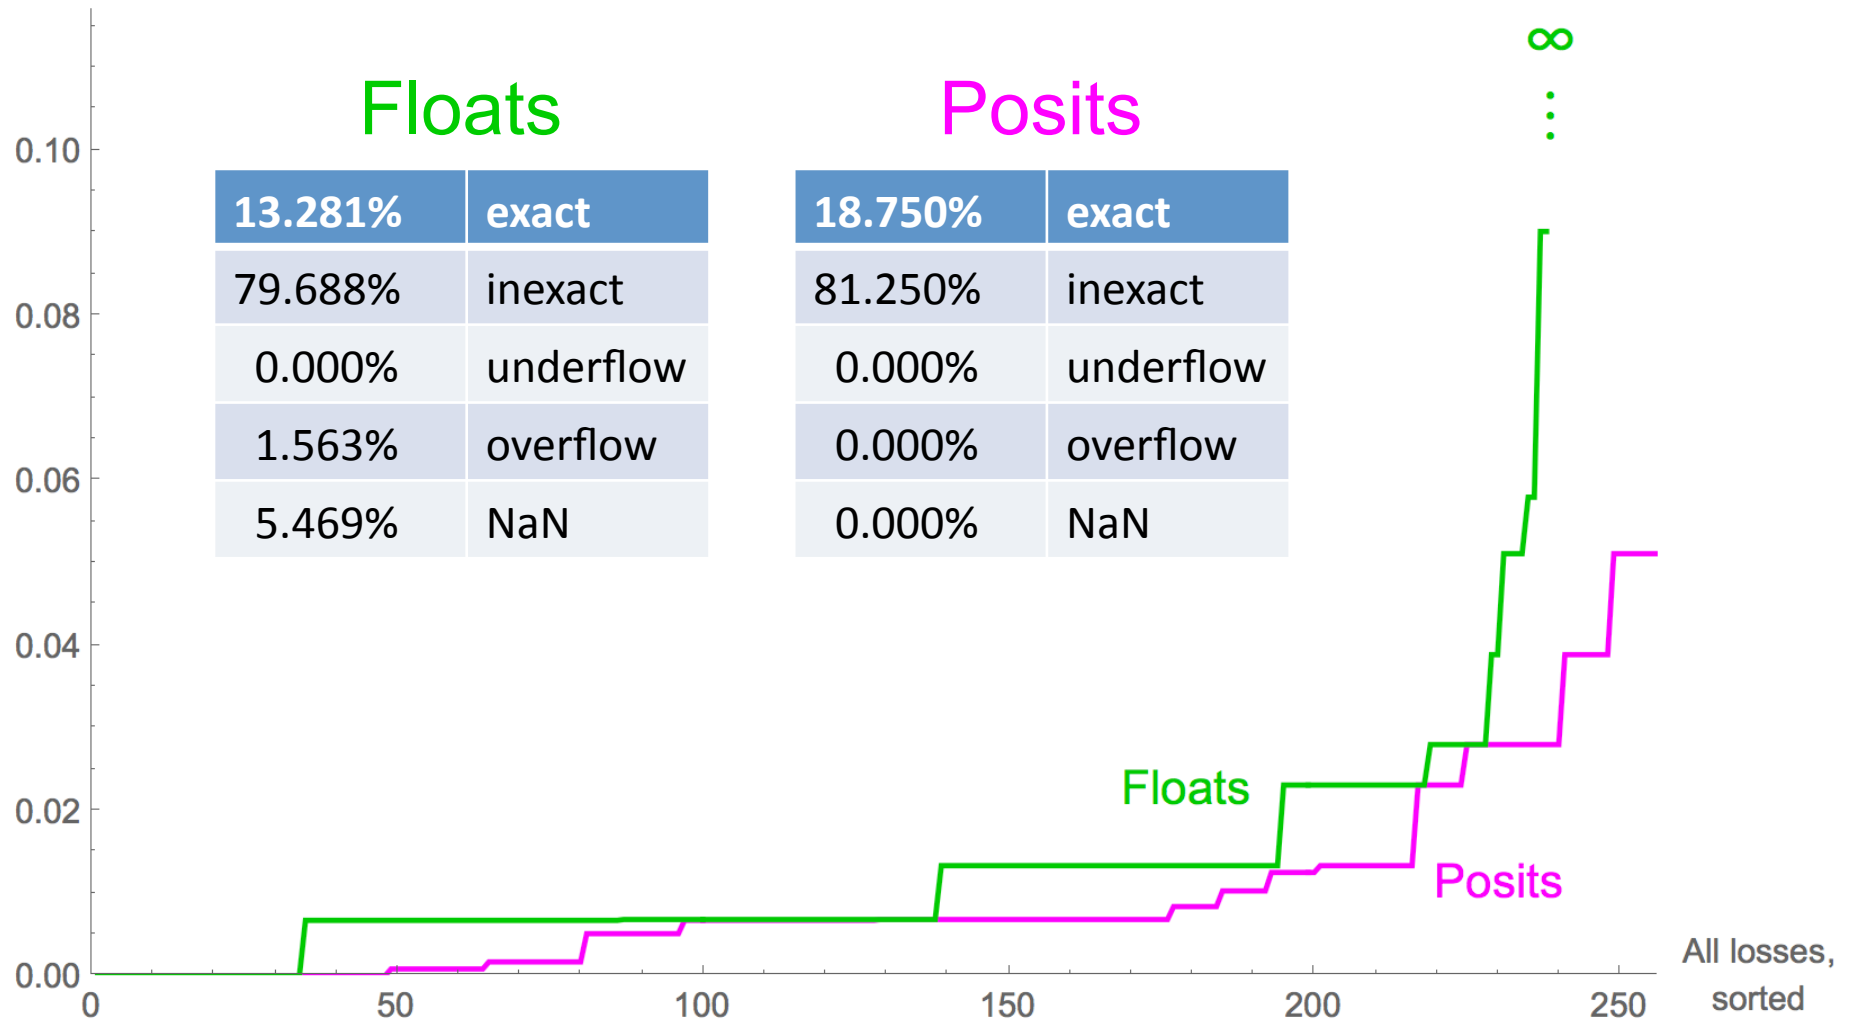 ∞
Floats
Posits
13.281% exact
79.688% inexact
0.000% underflow
1.563% overflow
5.469% NaN
18.750% exact
81.250% inexact
0.000% underflow
0.000% overflow
0.000% NaN
0.10
0.08
0.06
0.04
0.02
0.00
Floats
Posits
0 50 100 150 200 250
All losses,
sorted